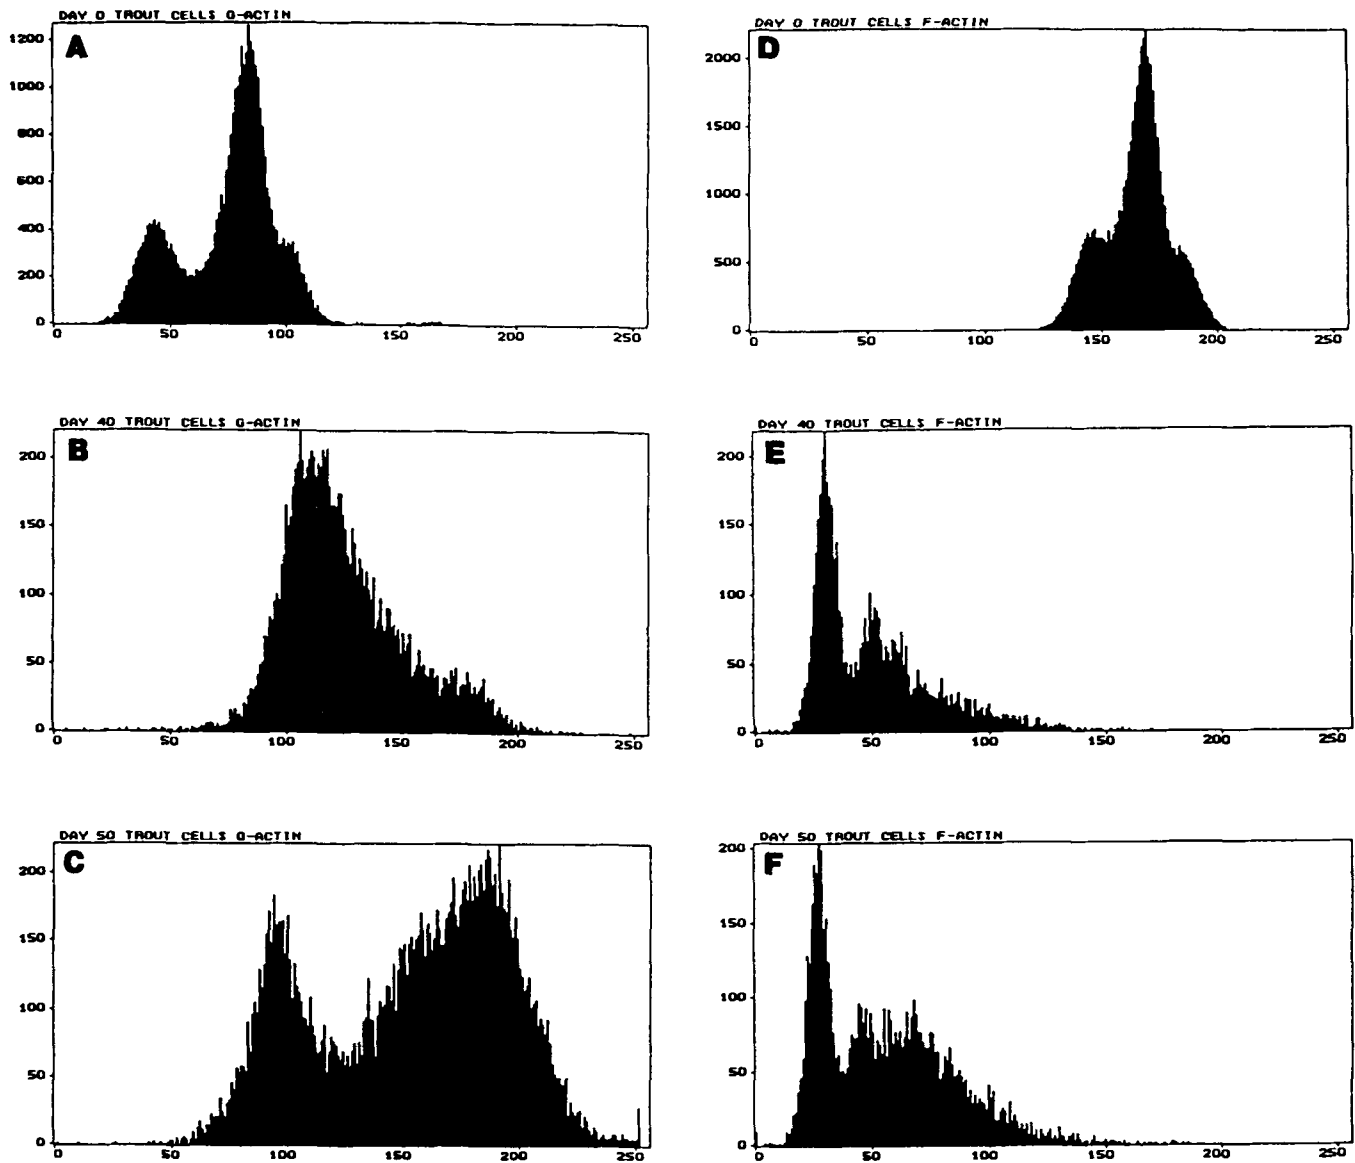 DAY 0 TROUT CELLS G-ACTIN
A
1200
1000
800
600
400
200
0
0 50 100 150 200 250
DAY 0 TROUT CELLS F-ACTIN
D
2000
1500
1000
500
0
0 50 100 150 200 250
DAY 40 TROUT CELLS G-ACTIN
B
200
150
100
50
0
0 50 100 150 200 250
DAY 40 TROUT CELLS F-ACTIN
E
200
150
100
50
0
0 50 100 150 200 250
DAY 50 TROUT CELLS G-ACTIN
C
200
150
100
50
0
0 50 100 150 200 250
DAY 50 TROUT CELLS F-ACTIN
F
200
150
100
50
0
0 50 100 150 200 250